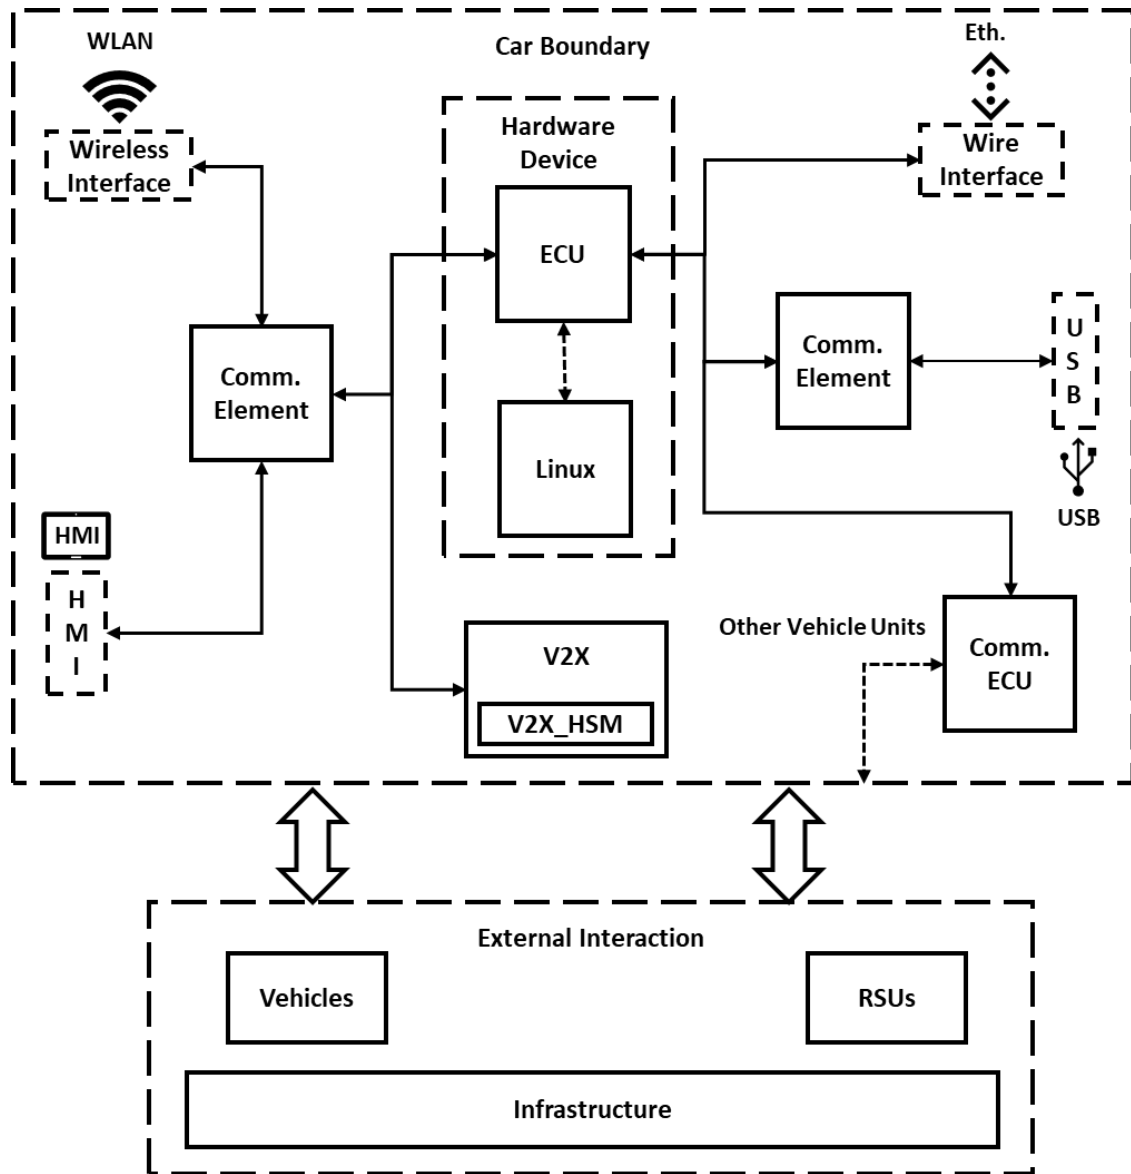 WLAN
Car Boundary
Eth.
Wireless
Interface
Hardware
Device
Wire
Interface
ECU
Comm.
Element
Comm.
Element
U
S
B
Linux
USB
HMI
H
M
I
Other Vehicle Units
V2X
V2X_HSM
Comm.
ECU
External Interaction
Vehicles
RSUs
Infrastructure